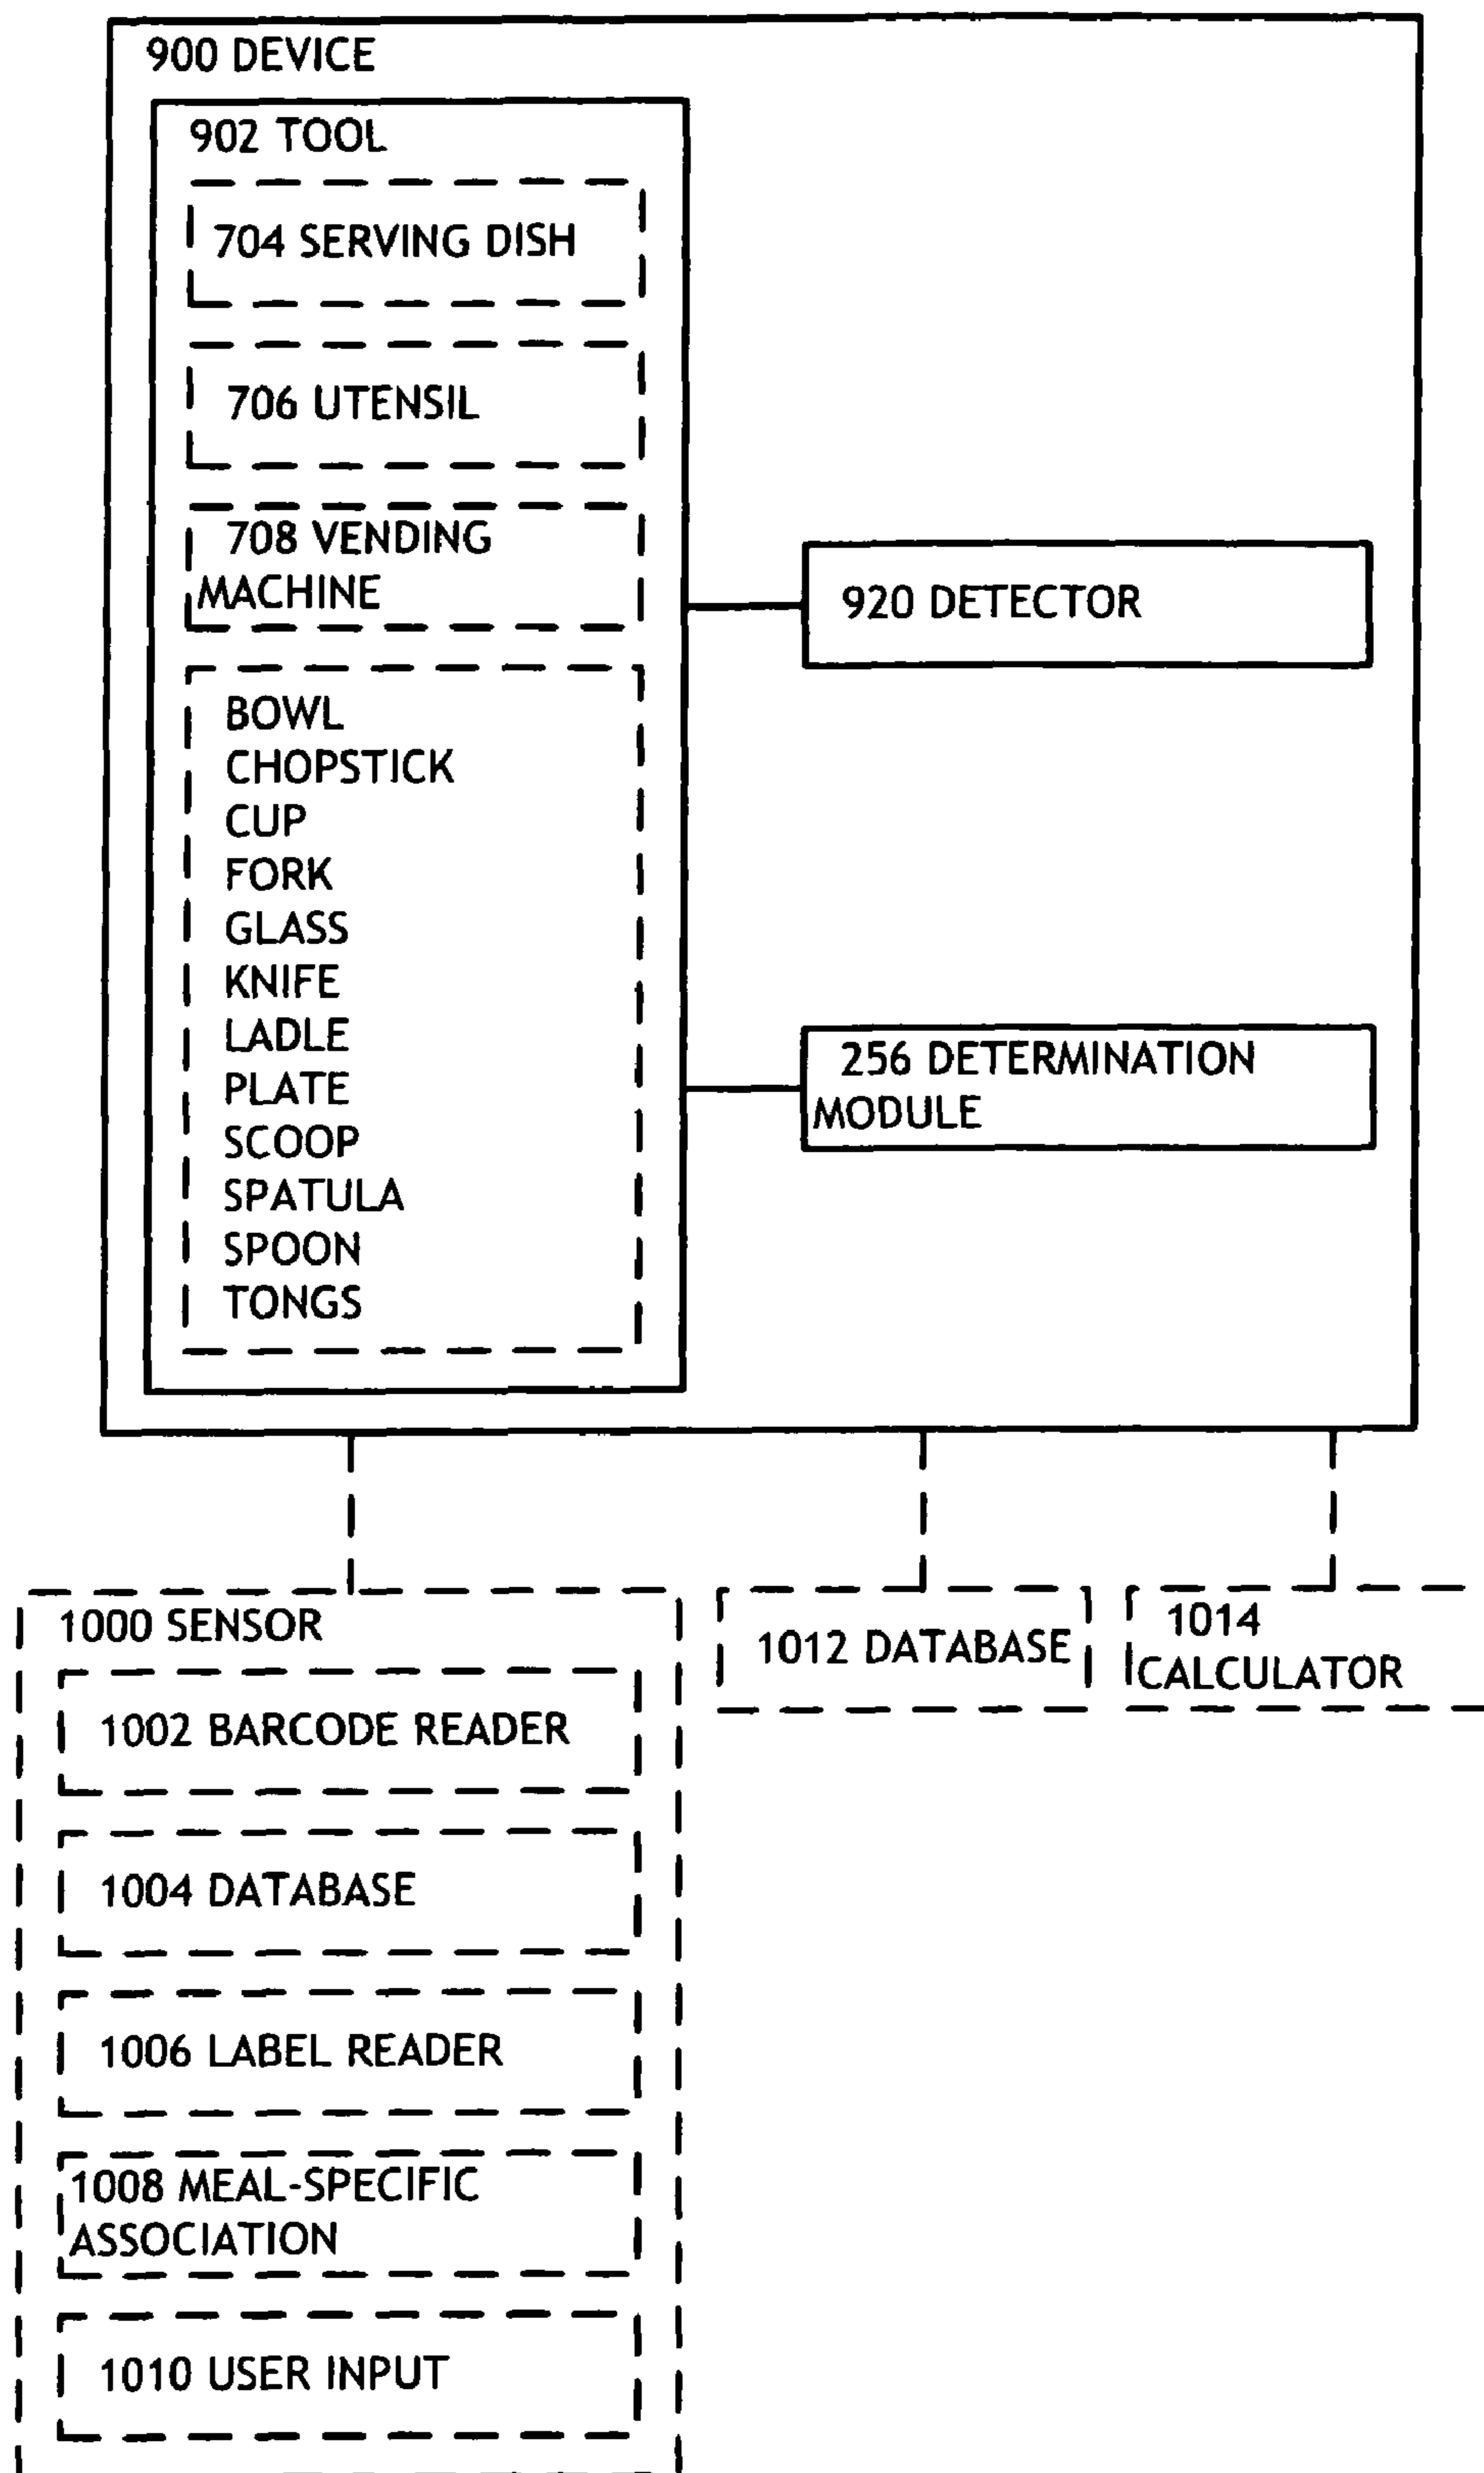 900 DEVICE
902 TOOL
704 SERVING DISH
706 UTENSIL
708 VENDING
MACHINE
BOWL
CHOPSTICK
CUP
FORK
GLASS
KNIFE
LADLE
PLATE
SCOOP
SPATULA
SPOON
TONGS
920 DETECTOR
256 DETERMINATION
MODULE
1000 SENSOR
1002 BARCODE READER
1004 DATABASE
1006 LABEL READER
1008 MEAL-SPECIFIC
ASSOCIATION
1010 USER INPUT
1012 DATABASE
1014
CALCULATOR